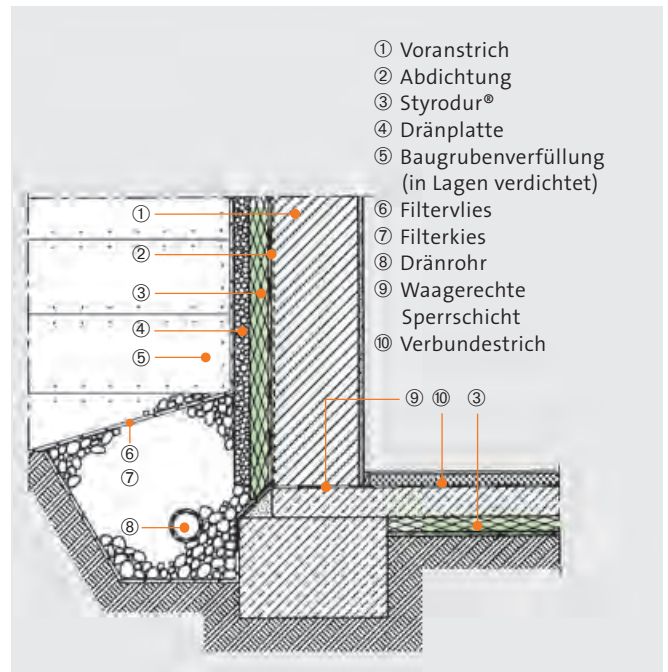 ① Voranstrich
② Abdichtung
③ Styrodur®
④ Dränplatte
⑤ Baugrubenverfüllung
(in Lagen verdichtet)
⑥ Filtervlies
⑦ Filterkies
⑧ Dränrohr
⑨ Waagerechte
Sperrschicht
⑩ Verbundestrich
①
②
③
④
⑤
⑨ ⑩ ③
⑥
⑦
⑧